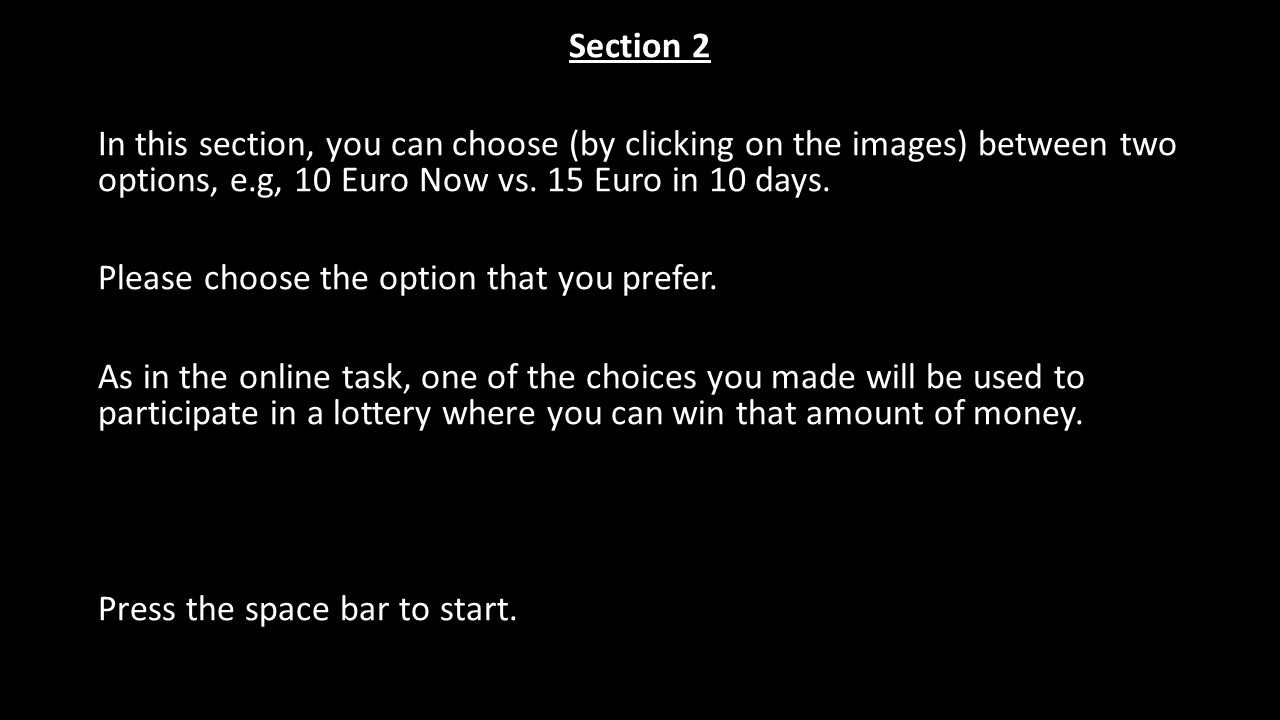 Section 2
In this section, you can choose (by clicking on the images) between two
options, e.g, 10 Euro Now vs. 15 Euro in 10 days.
Please choose the option that you prefer.
As in the online task, one of the choices you made will be used to
participate in a lottery where you can win that amount of money.
Press the space bar to start.